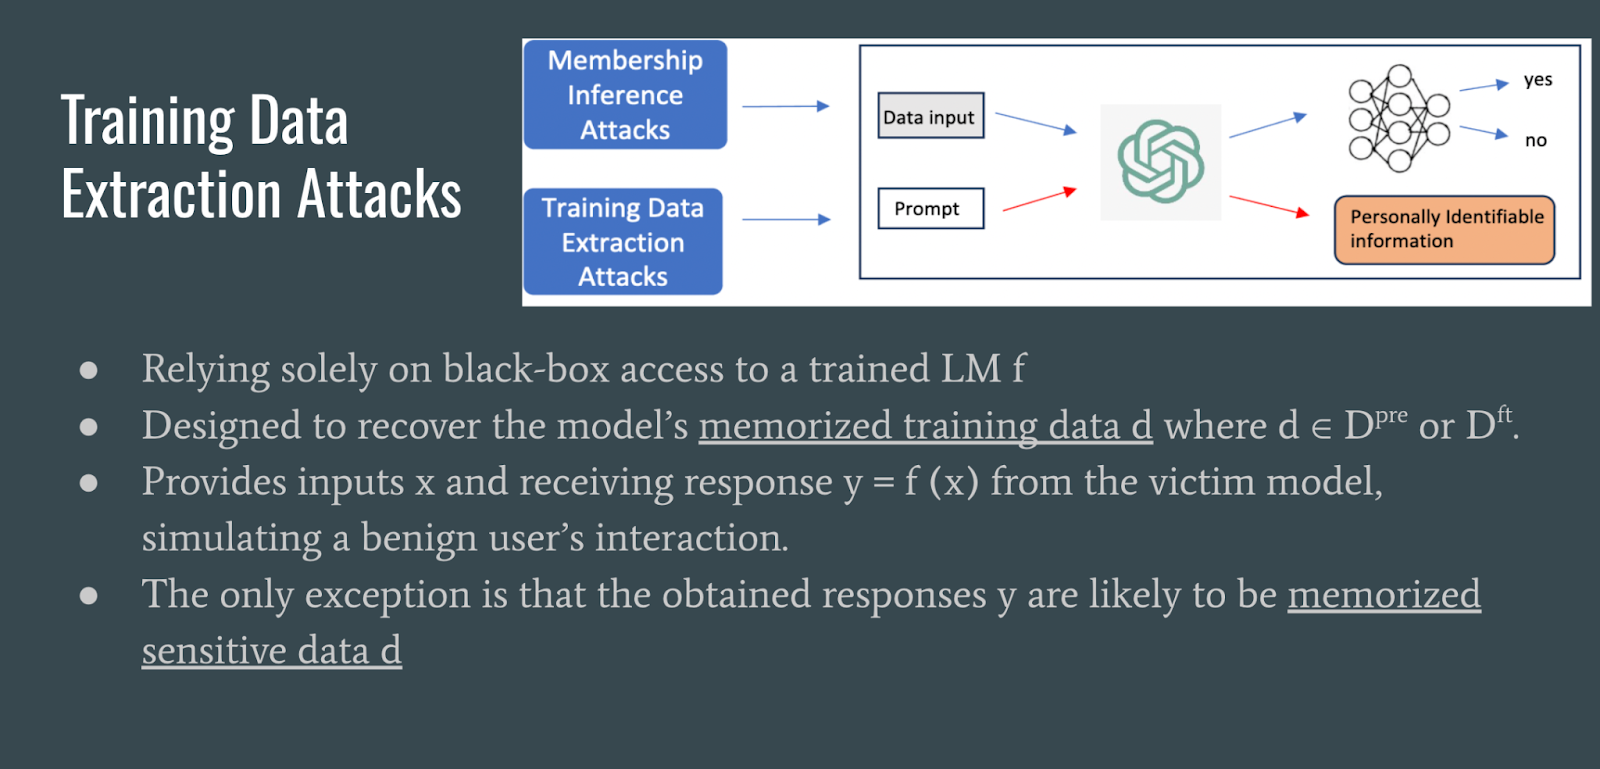 Training Data
Extraction Attacks
Membership
Inference
Attacks
Training Data
Extraction
Attacks
Data input
Prompt
yes
no
Personally Identifiable
information
● Relying solely on black-box access to a trained LM f
● Designed to recover the model’s memorized training data d where d ∈ Dᵖʳᵉ or Dᶠᵗ.
● Provides inputs x and receiving response y = f (x) from the victim model,
simulating a benign user’s interaction.
● The only exception is that the obtained responses y are likely to be memorized
sensitive data d